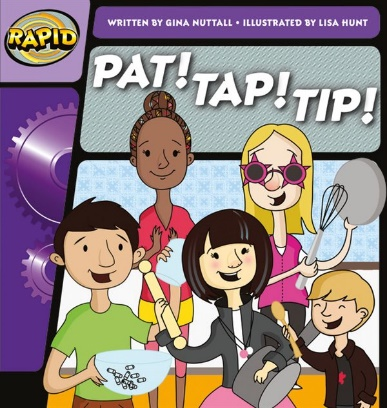 WRITTEN BY GINA NUTTALL • ILLUSTRATED BY LISA HUNT
RAPID
PAT! TAP! TIP!